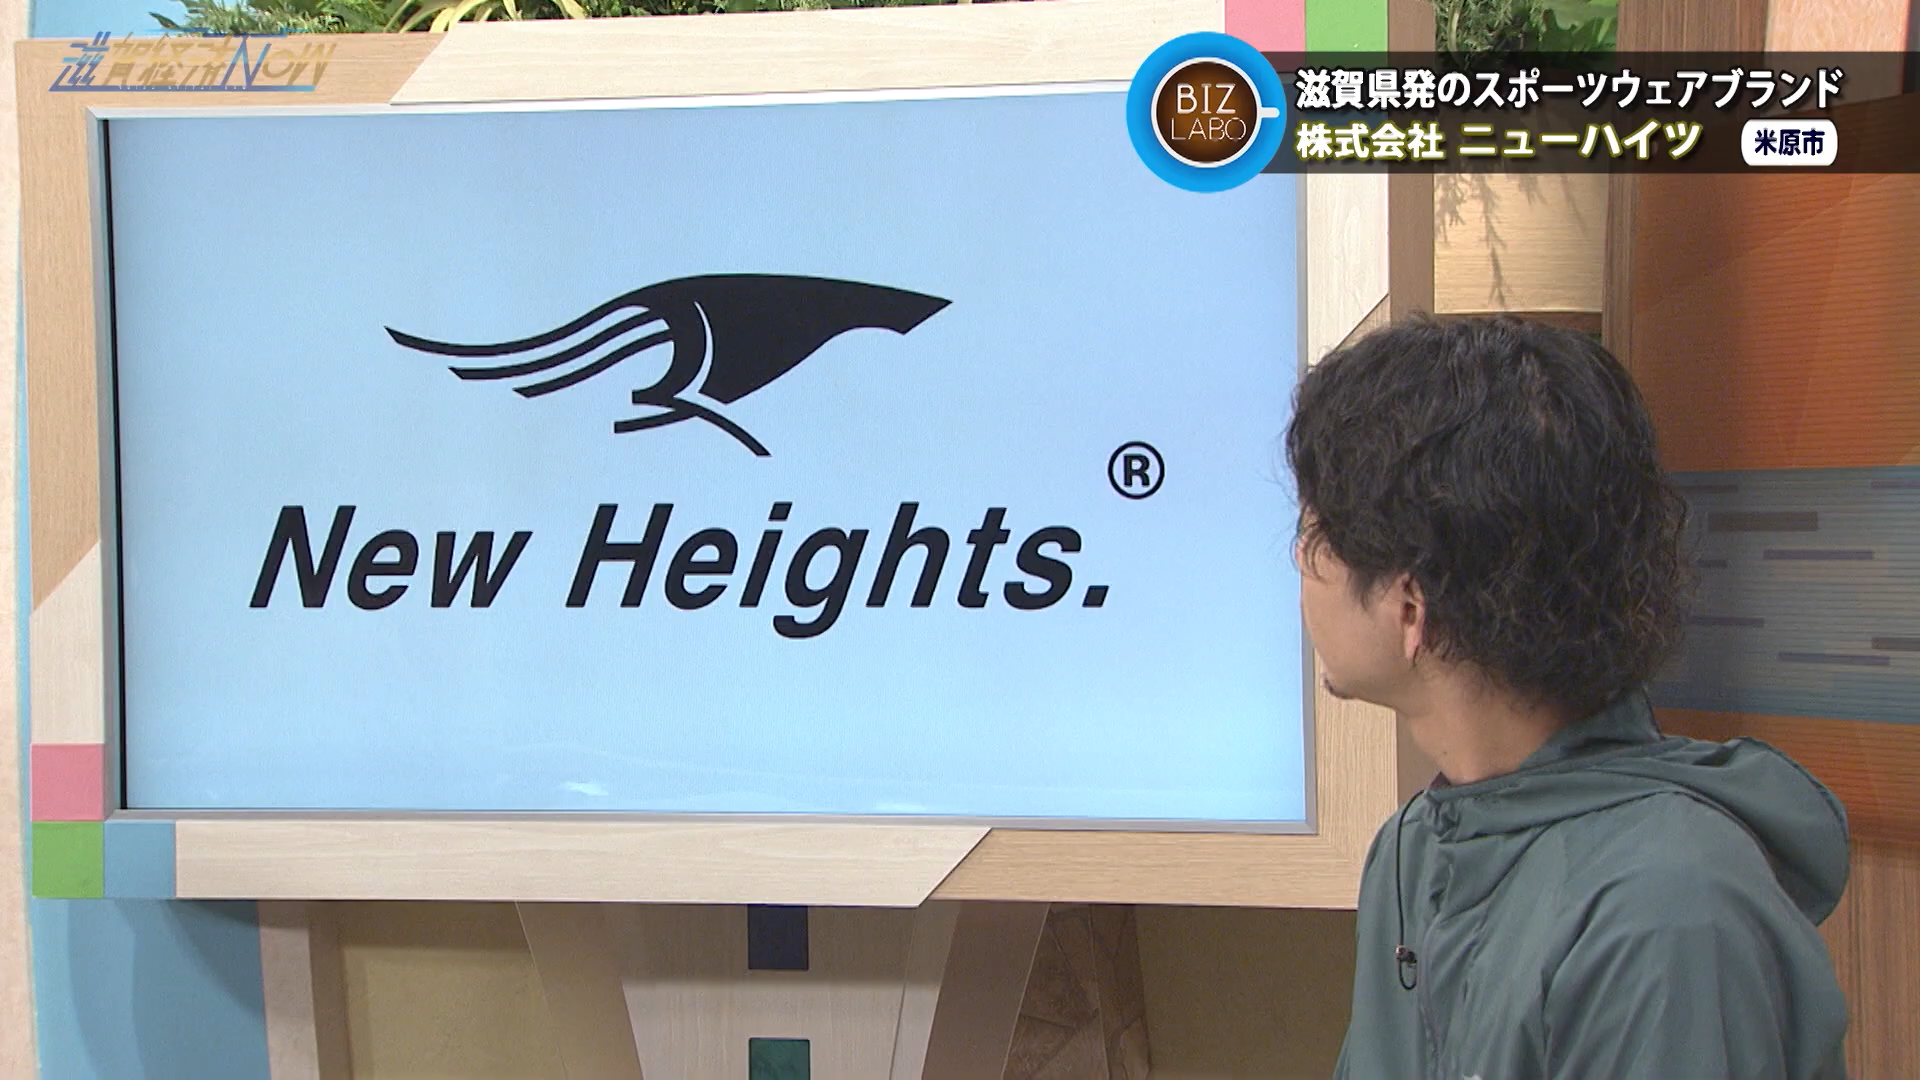 滋賀経済NOW
BIZ
LABO
滋賀県発のスポーツウェアブランド
株式会社 ニューハイツ 米原市
New Heights.®